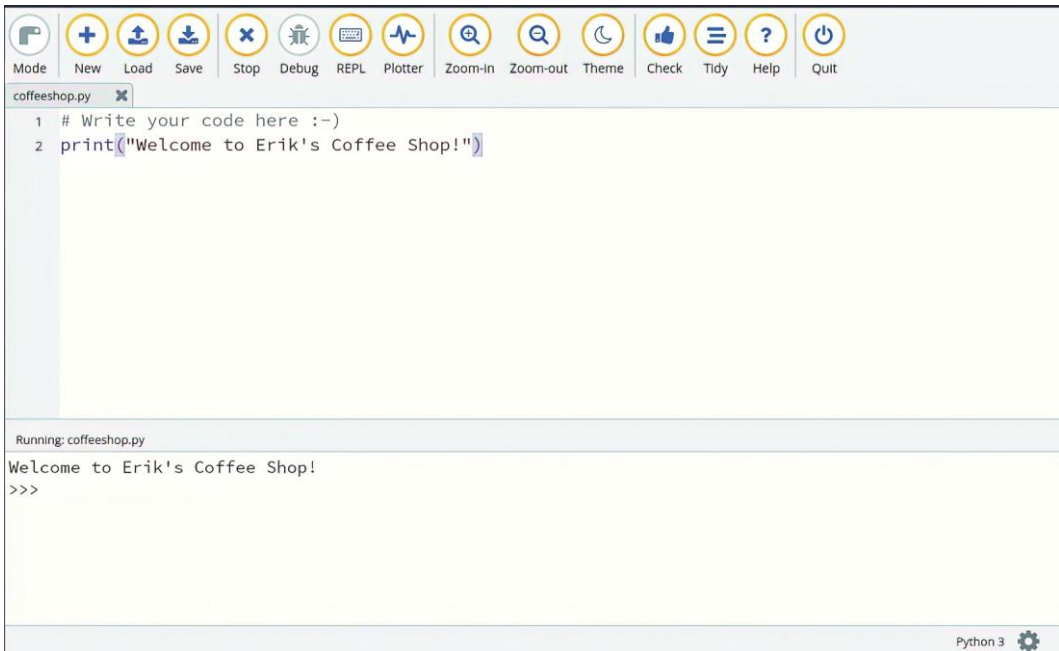 Mode New Load Save Stop Debug REPL Plotter Zoom-in Zoom-out Theme Check Tidy Help Quit
coffeeshop.py
1 # Write your code here :-)
2 print("Welcome to Erik's Coffee Shop!")
Running: coffeeshop.py
Welcome to Erik's Coffee Shop!
>>>
Python 3